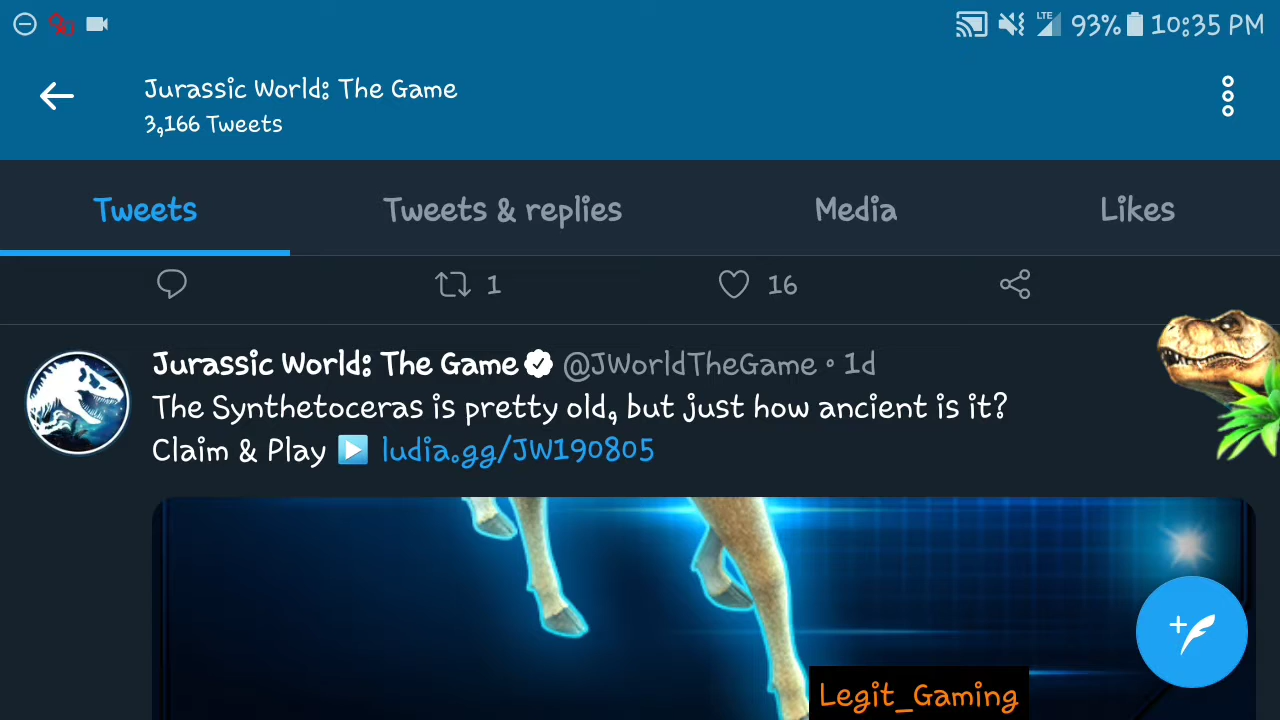 LTE 93% 10:35 PM
Jurassic World: The Game
3,166 Tweets
Tweets Tweets & replies Media Likes
1 16
Jurassic World: The Game @JWorldTheGame • 1d
The Synthetoceras is pretty old, but just how ancient is it?
Claim & Play ▶️ ludia.gg/JW190805
Legit_Gaming